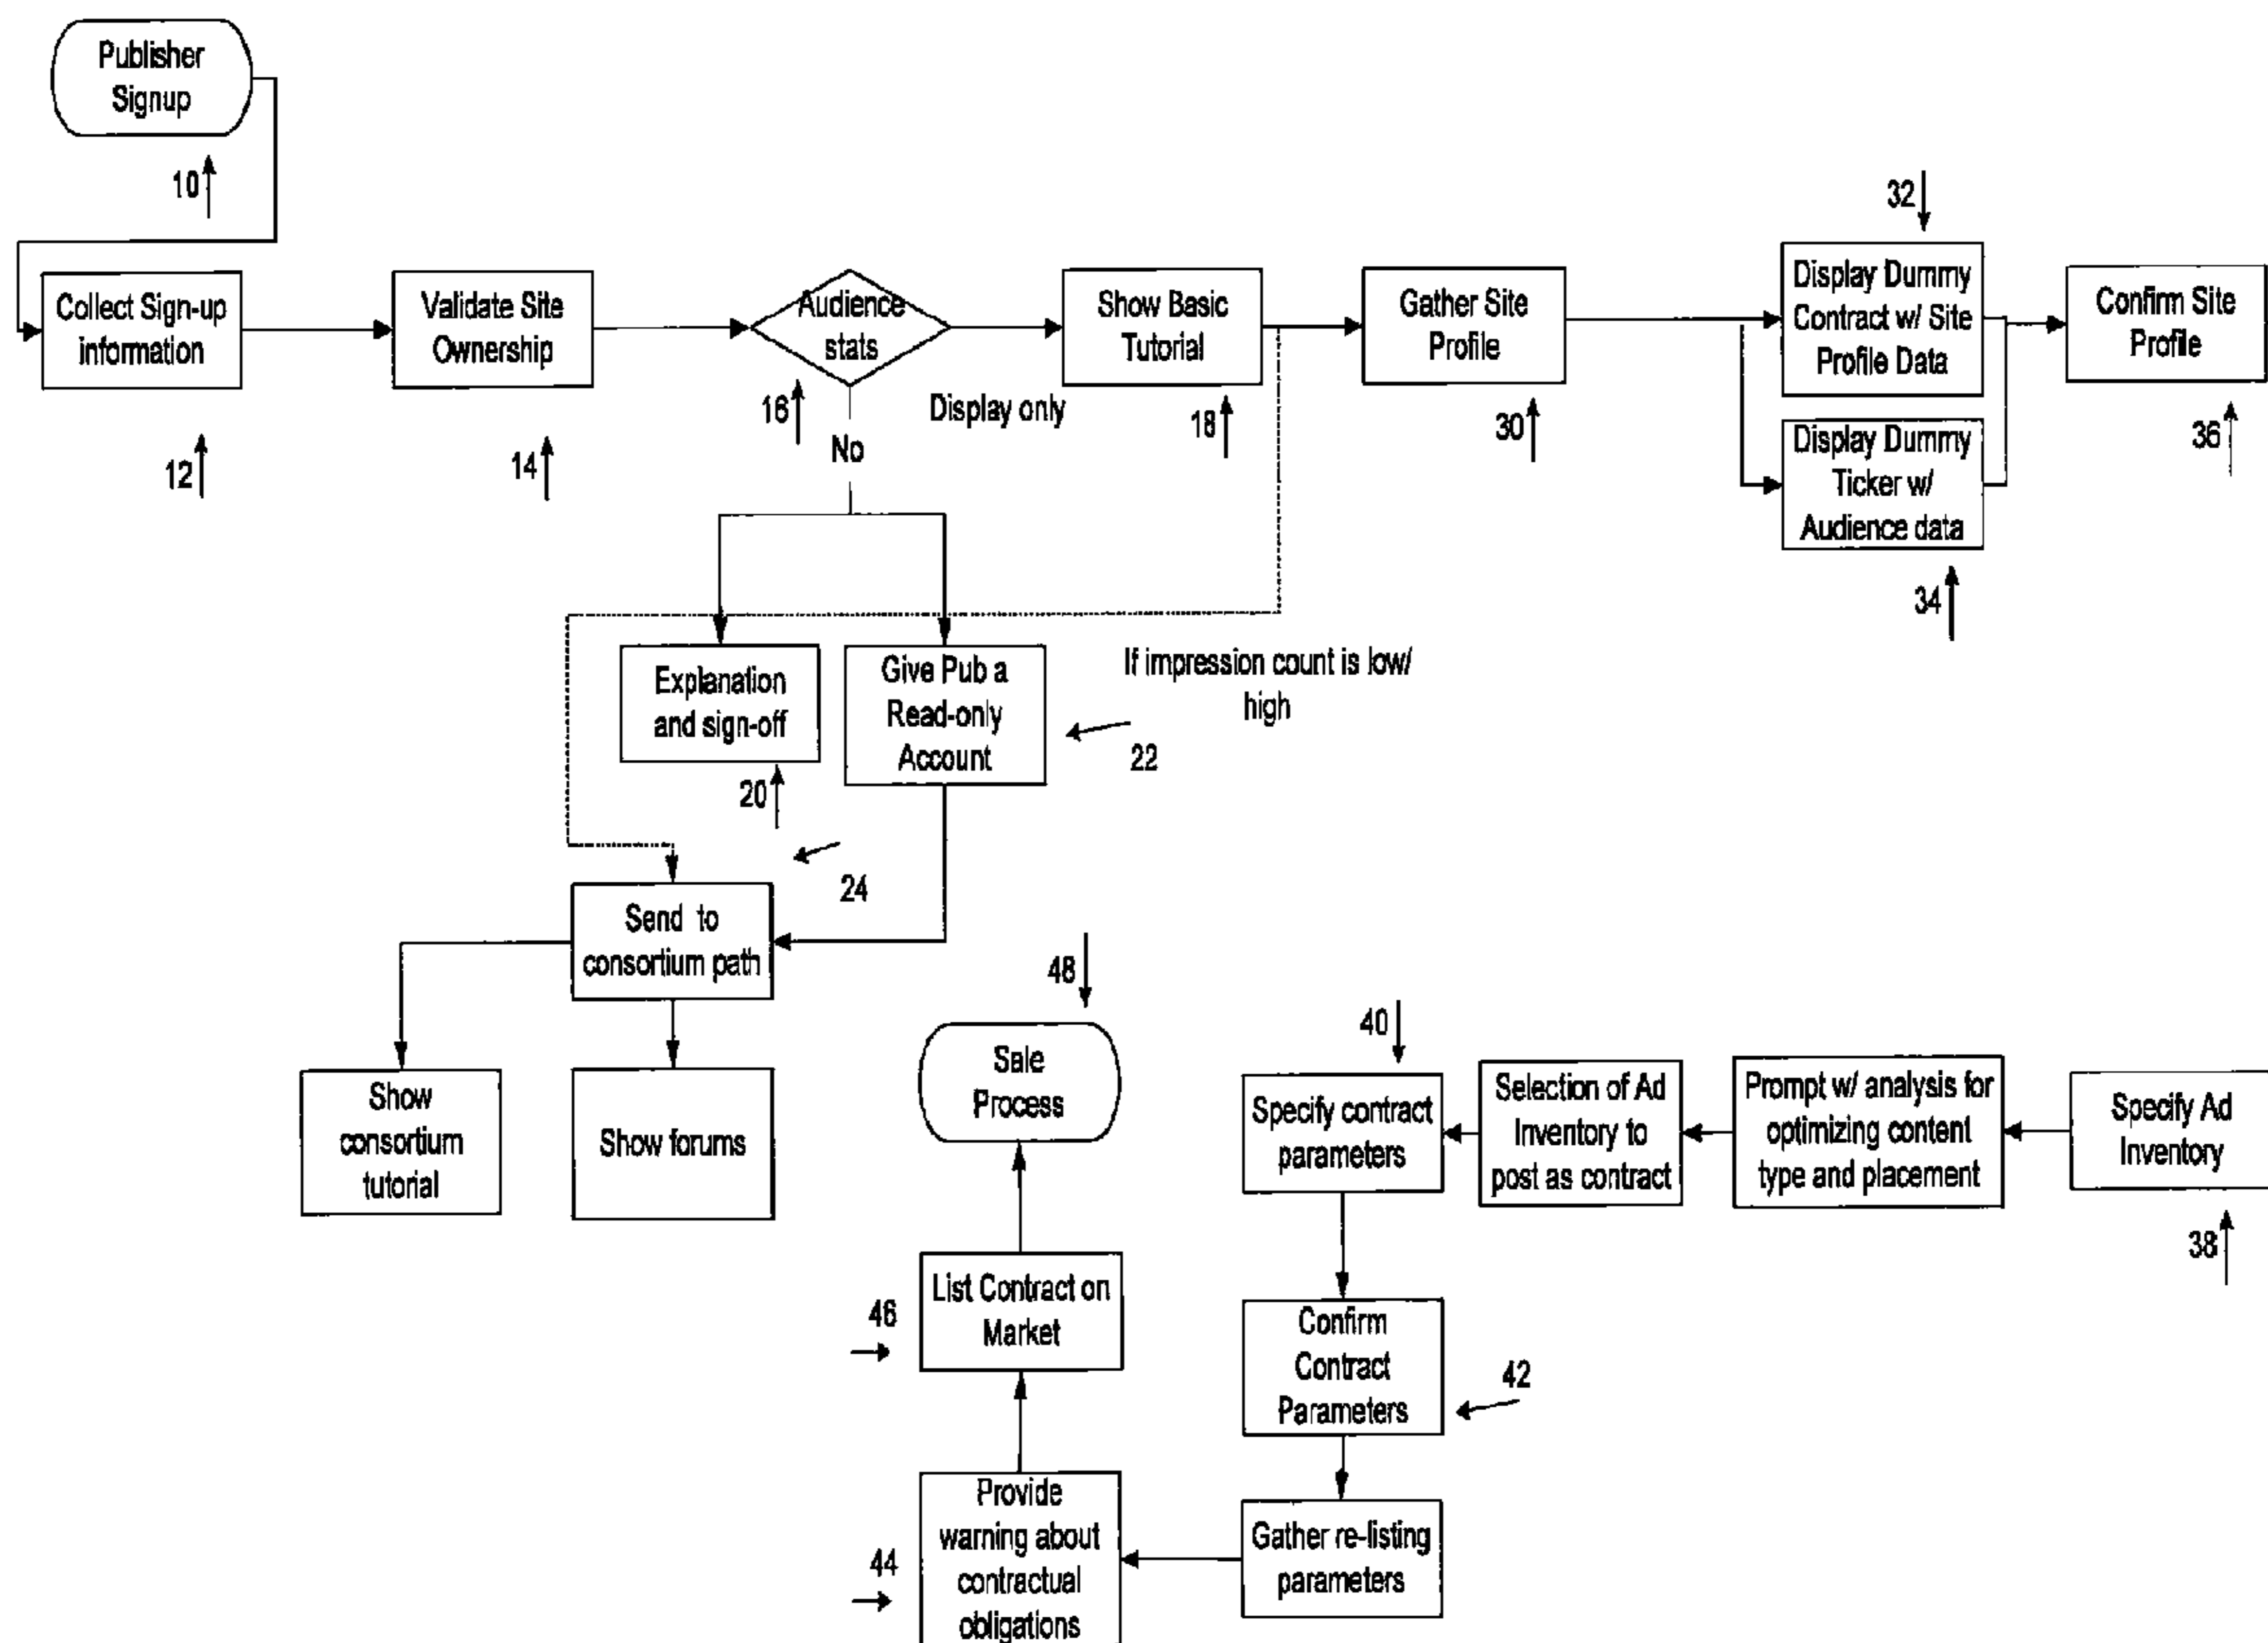 Publisher
Signup
10
32
Collect Sign-up
information
Validate Site
Ownership
Audience
stats
Show Basic
Tutorial
Gather Site
Profile
Display Dummy
Contract w/ Site
Profile Data
Confirm Site
Profile
12
14
16
No
Display only
18
30
Display Dummy
Ticker w/
Audience data
36
34
Explanation
and sign-off
Give Pub a
Read-only
Account
If impression count is low/
high
22
20
24
Send to
consortium path
48
40
Show
consortium
tutorial
Show forums
Sale
Process
Specify contract
parameters
Selection of Ad
Inventory to
post as contract
Prompt w/ analysis for
optimizing content
type and placement
Specify Ad
Inventory
38
46
List Contract on
Market
Confirm
Contract
Parameters
42
44
Provide
warning about
contractual
obligations
Gather re-listing
parameters